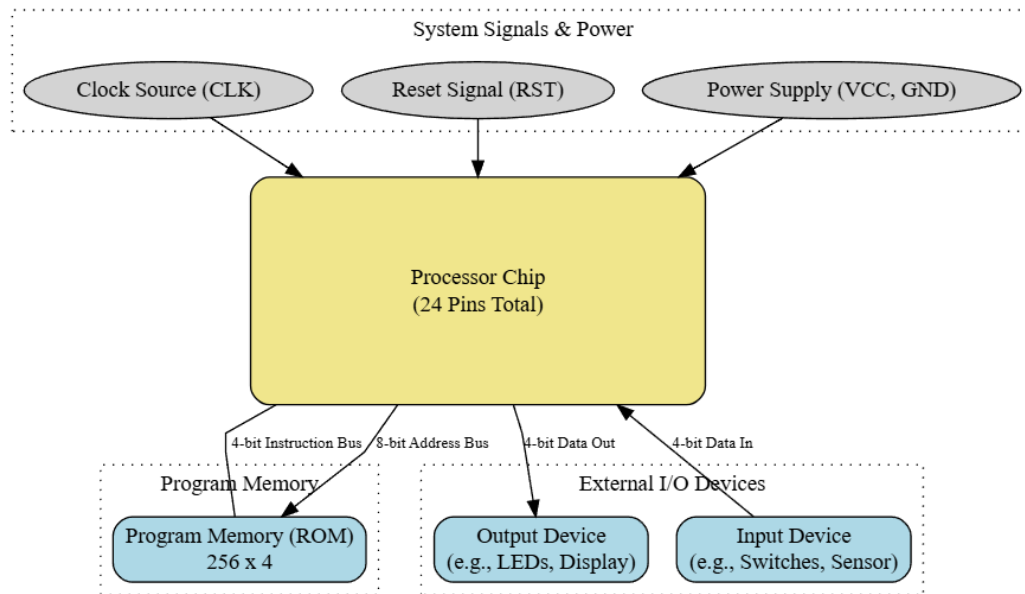 System Signals & Power
Clock Source (CLK)
Reset Signal (RST)
Power Supply (VCC, GND)
Processor Chip
(24 Pins Total)
4-bit Instruction Bus
8-bit Address Bus
4-bit Data Out
4-bit Data In
Program Memory
External I/O Devices
Program Memory (ROM)
256 x 4
Output Device
(e.g., LEDs, Display)
Input Device
(e.g., Switches, Sensor)